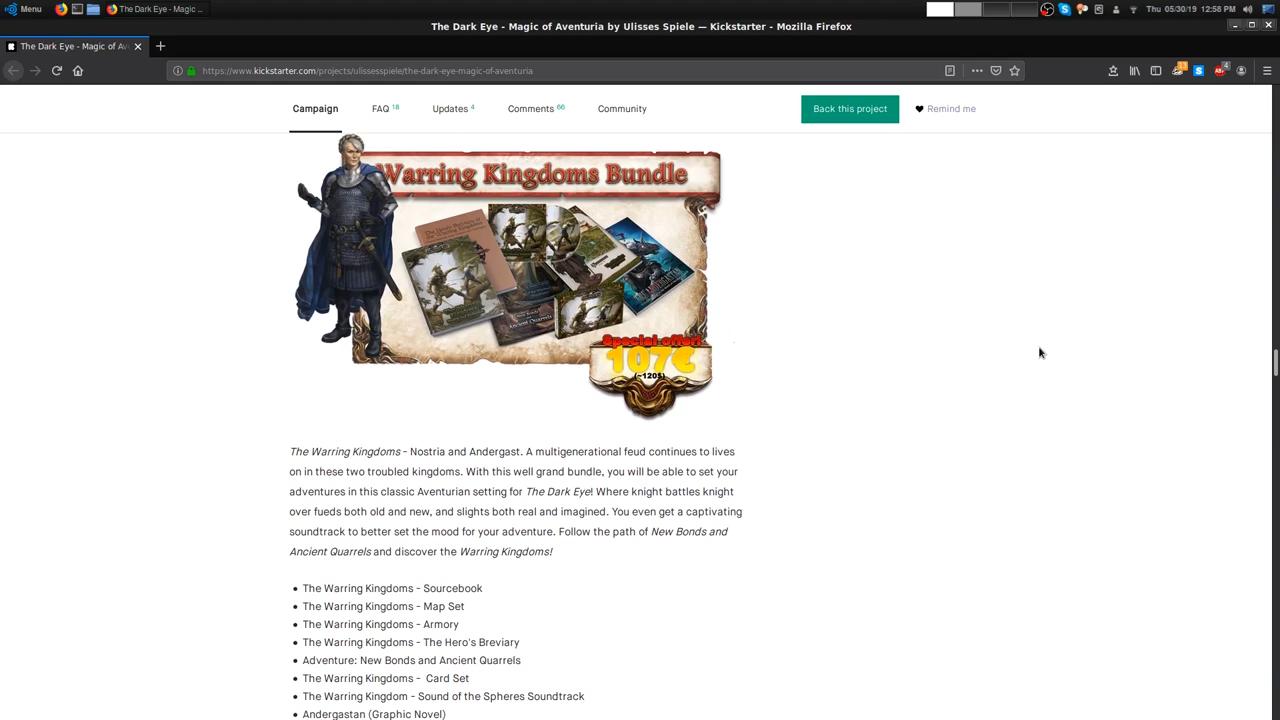 Menu
The Dark Eye - Magic ...
Thu 05/30/19 12:58 PM
The Dark Eye - Magic of Aventuria by Ulisses Spiele — Kickstarter - Mozilla Firefox
The Dark Eye - Magic of Av
https://www.kickstarter.com/projects/ulissesspiele/the-dark-eye-magic-of-aventuria
Campaign FAQ 18 Updates 4 Comments 66 Community Back this project Remind me
Warring Kingdoms Bundle
Special offer!
107€
(~120$)
The Warring Kingdoms - Nostria and Andergast. A multigenerational feud continues to lives
on in these two troubled kingdoms. With this well grand bundle, you will be able to set your
adventures in this classic Aventurian setting for The Dark Eye! Where knight battles knight
over fueds both old and new, and slights both real and imagined. You even get a captivating
soundtrack to better set the mood for your adventure. Follow the path of New Bonds and
Ancient Quarrels and discover the Warring Kingdoms!
• The Warring Kingdoms - Sourcebook
• The Warring Kingdoms - Map Set
• The Warring Kingdoms - Armory
• The Warring Kingdoms - The Hero's Breviary
• Adventure: New Bonds and Ancient Quarrels
• The Warring Kingdoms - Card Set
• The Warring Kingdom - Sound of the Spheres Soundtrack
• Andergastan (Graphic Novel)